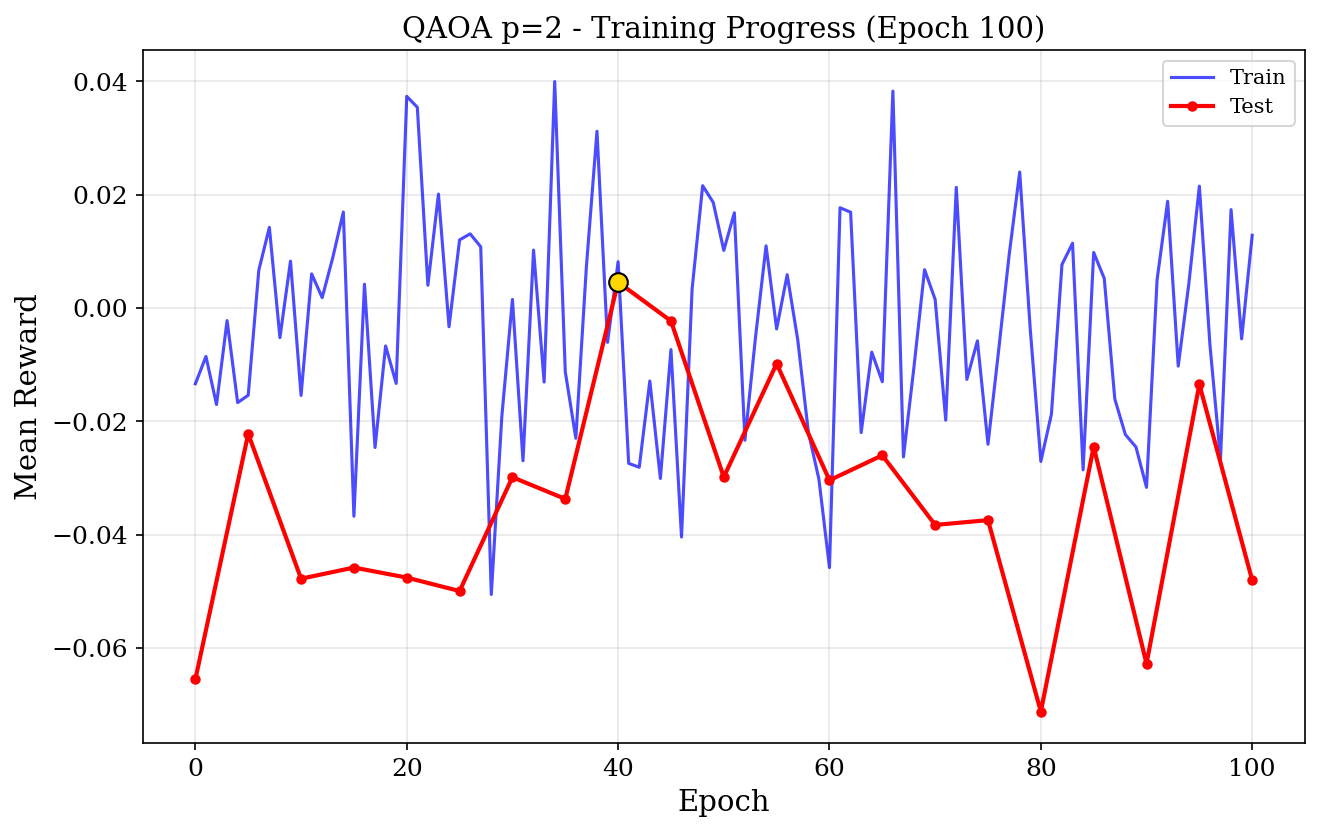 QAOA p=2 - Training Progress (Epoch 100)
Train
Test
Mean Reward
0.04
0.02
0.00
−0.02
−0.04
−0.06
0 20 40 60 80 100
Epoch